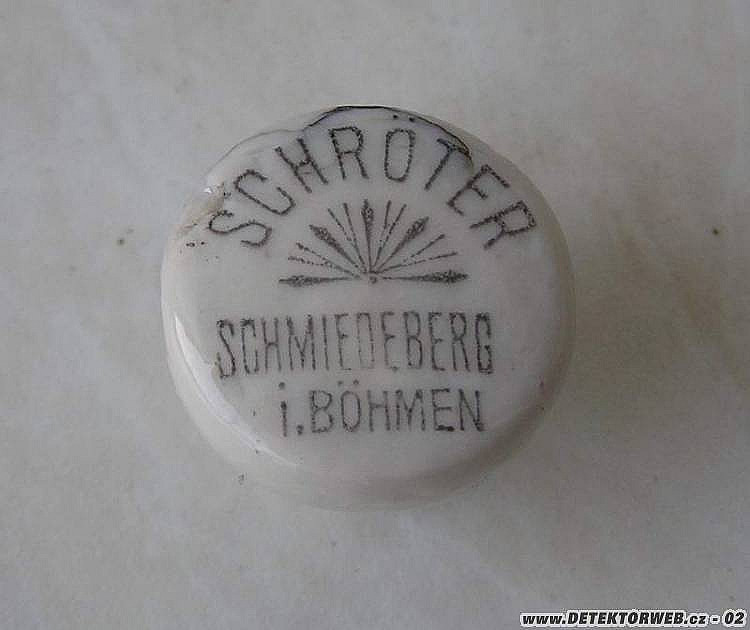 SCHRÖTER
SCHMIEDEBERG
i. BÖHMEN
www.DETEKTORWEB.cz - 02